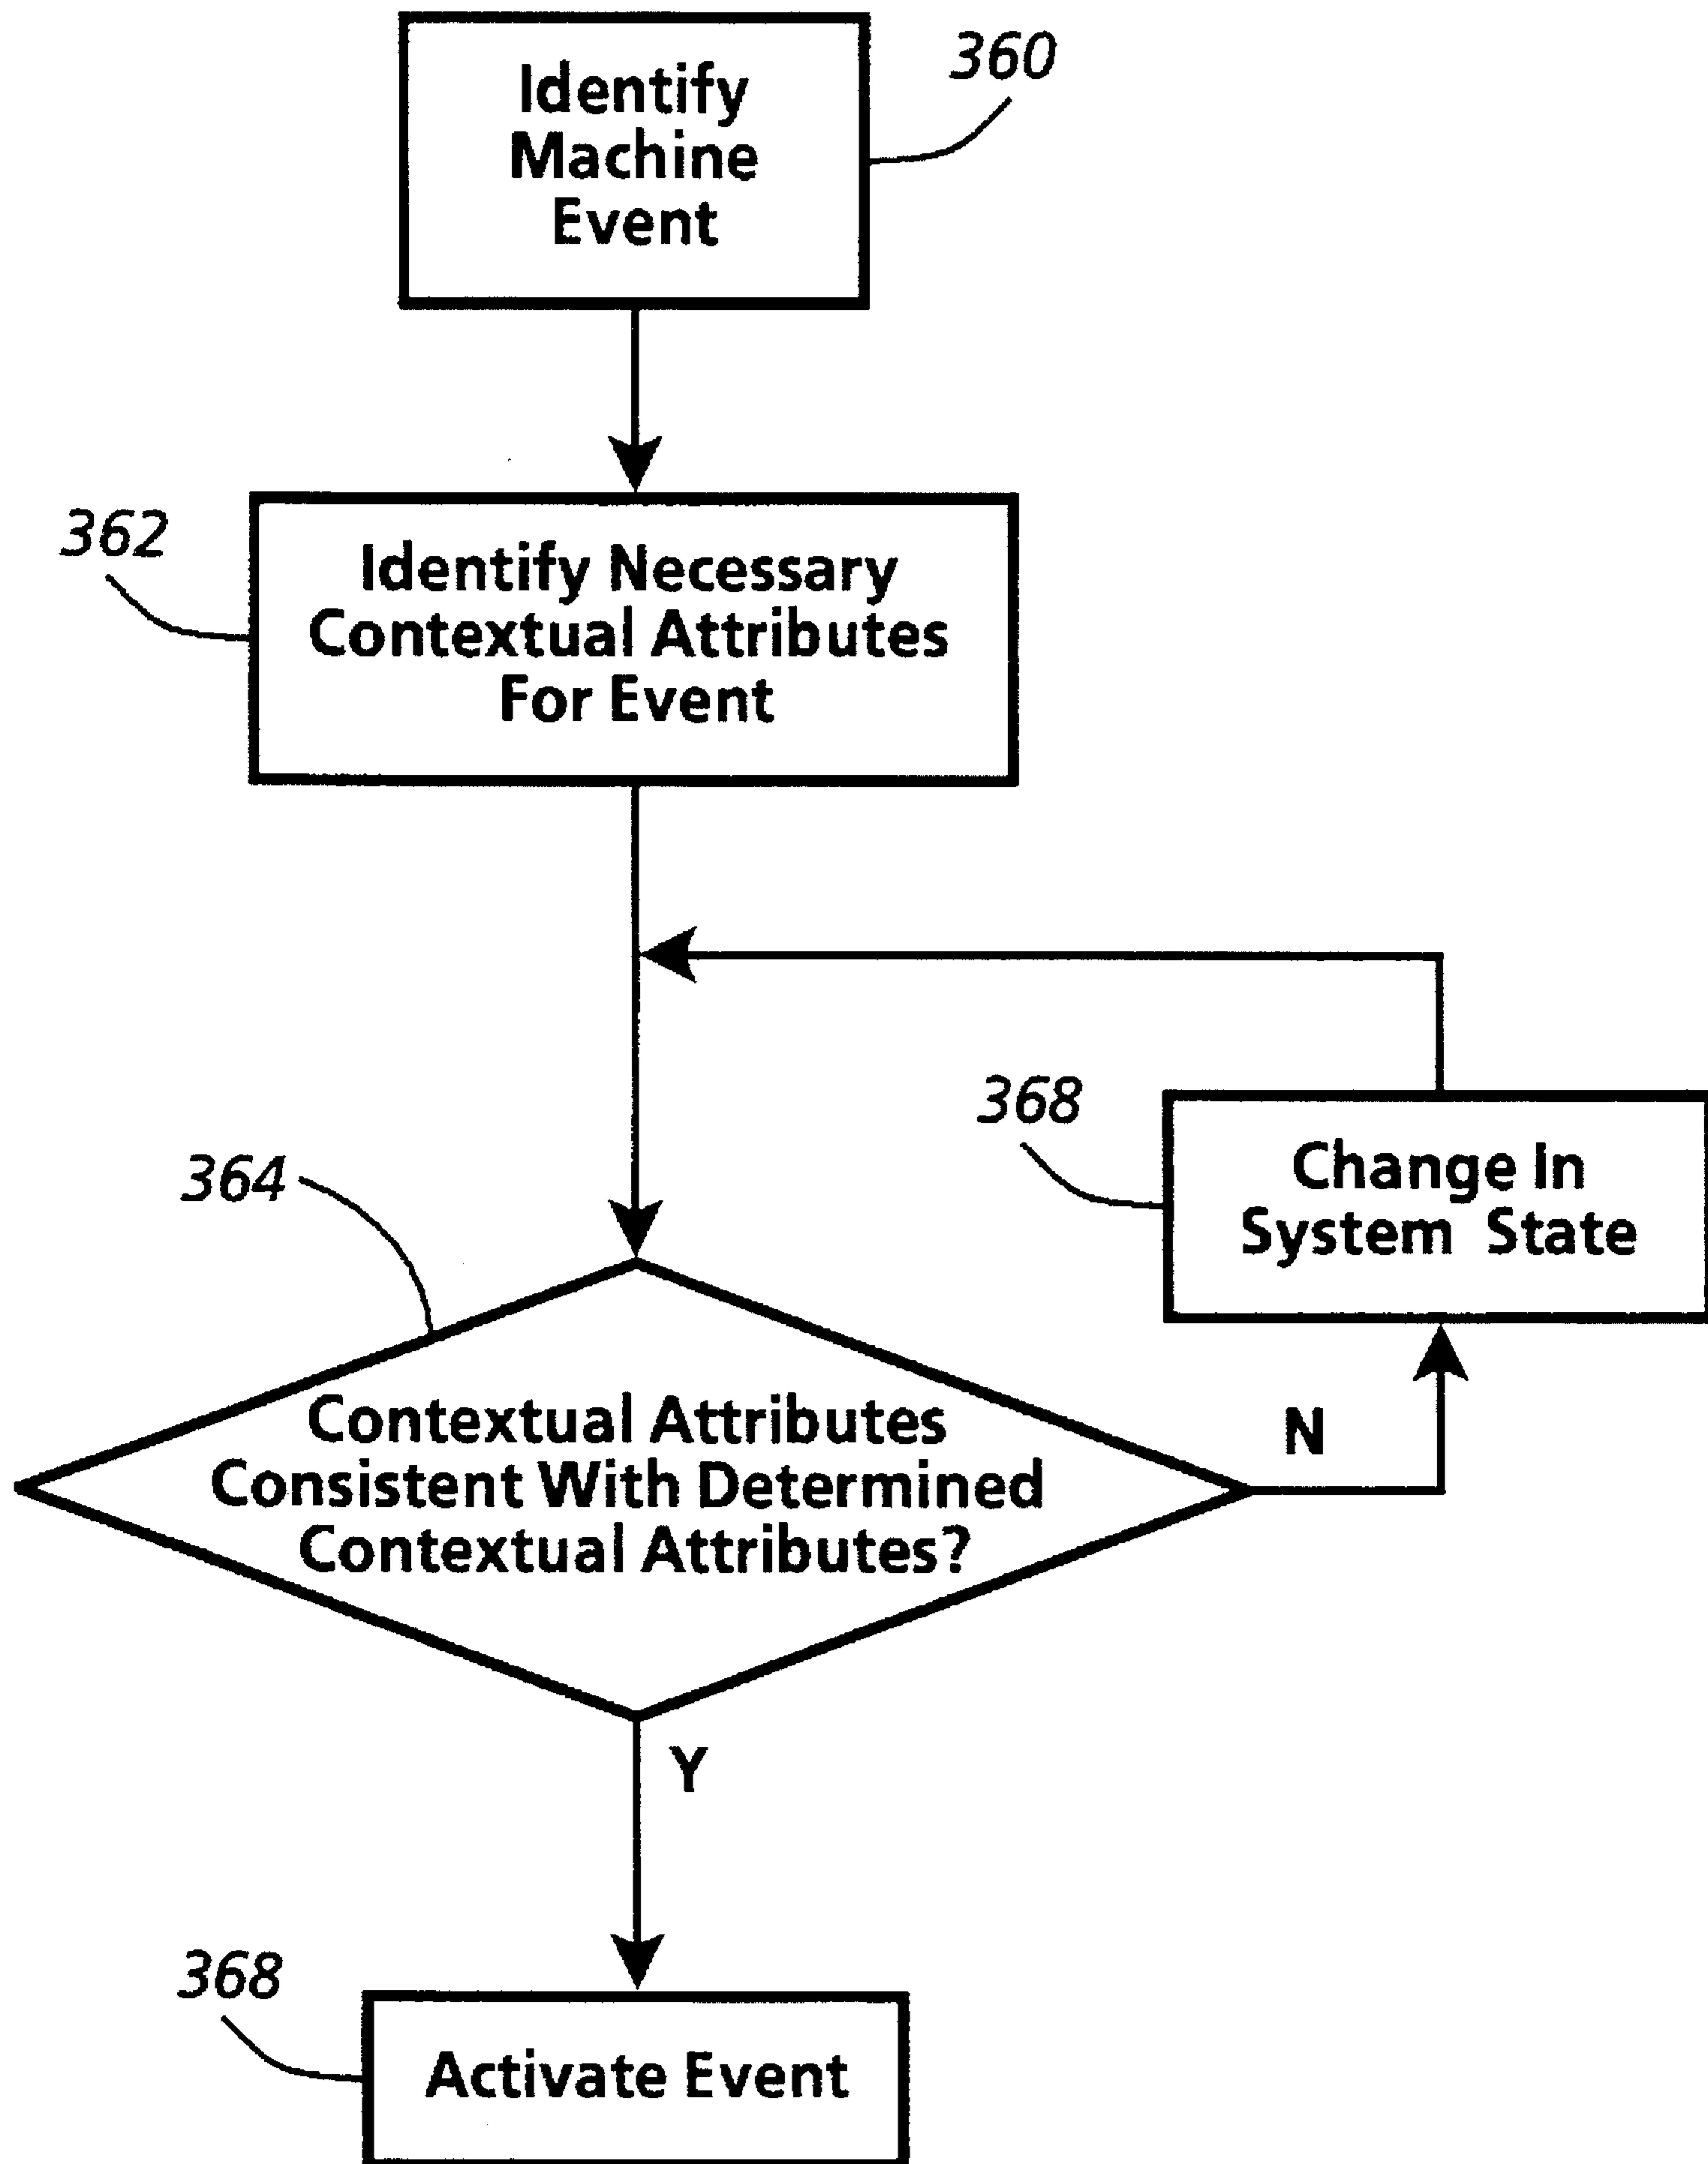 Identify
Machine
Event
360
362
Identify Necessary
Contextual Attributes
For Event
368
Change In
System State
364
Contextual Attributes
Consistent With Determined
Contextual Attributes?
N
Y
368
Activate Event